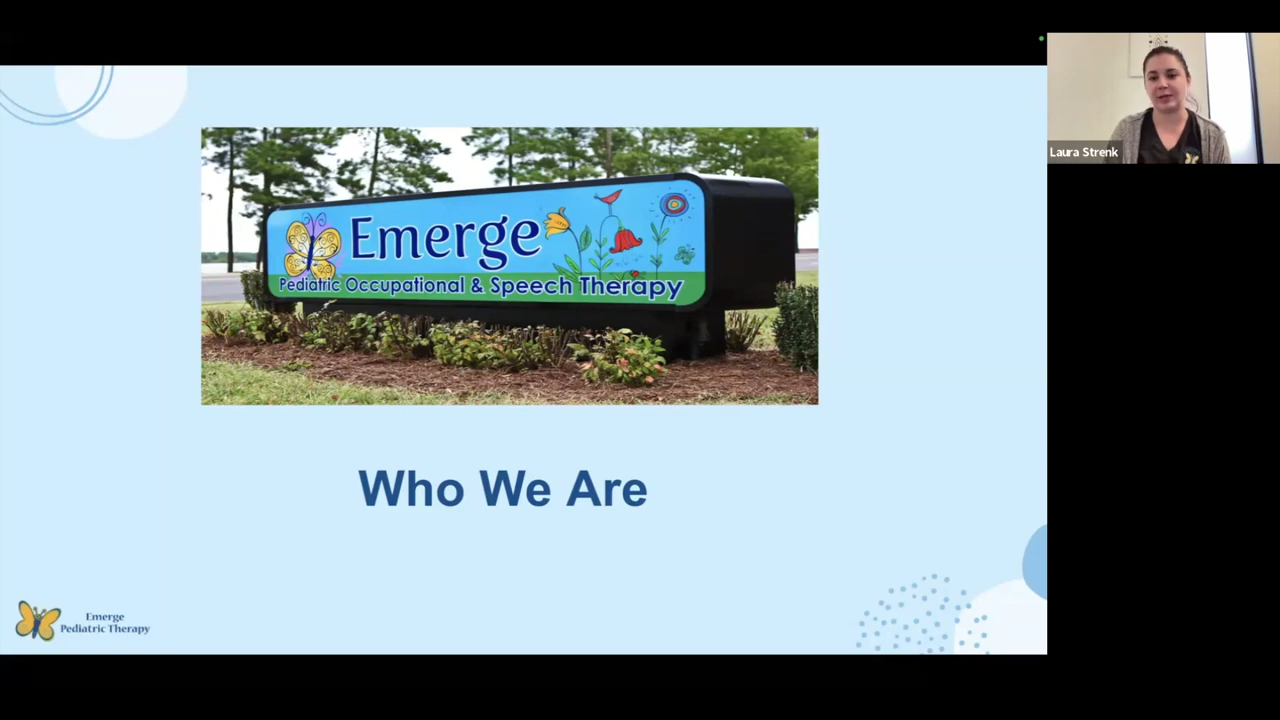 Laura Strenk
Emerge
Pediatric Occupational & Speech Therapy
Who We Are
Emerge
Pediatric Therapy